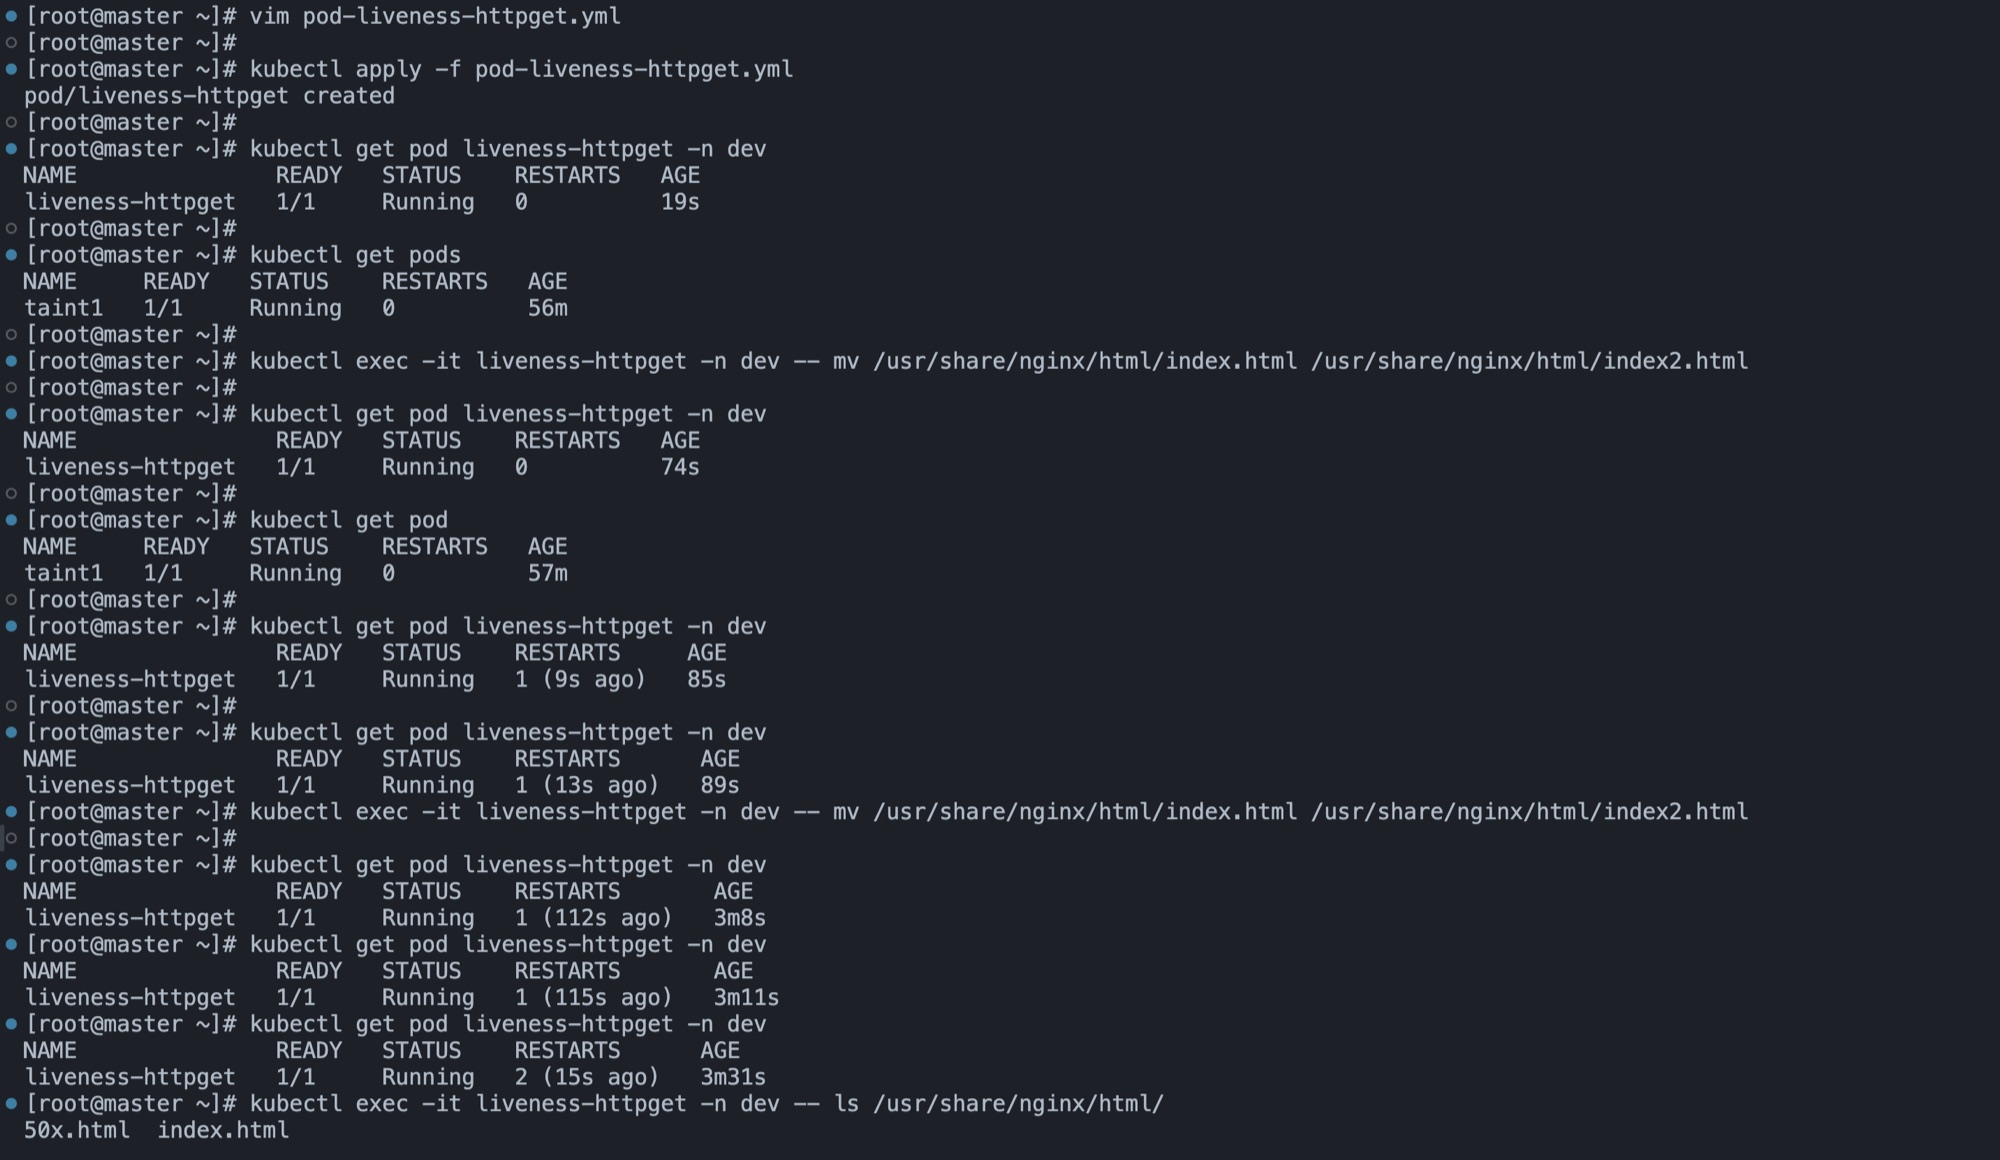 [root@master ~]# vim pod-liveness-httpget.yml
[root@master ~]#
[root@master ~]# kubectl apply -f pod-liveness-httpget.yml
pod/liveness-httpget created
[root@master ~]#
[root@master ~]# kubectl get pod liveness-httpget -n dev
NAME               READY   STATUS    RESTARTS   AGE
liveness-httpget   1/1     Running   0          19s
[root@master ~]#
[root@master ~]# kubectl get pods
NAME     READY   STATUS    RESTARTS   AGE
taint1   1/1     Running   0          56m
[root@master ~]#
[root@master ~]# kubectl exec -it liveness-httpget -n dev -- mv /usr/share/nginx/html/index.html /usr/share/nginx/html/index2.html
[root@master ~]#
[root@master ~]# kubectl get pod liveness-httpget -n dev
NAME               READY   STATUS    RESTARTS   AGE
liveness-httpget   1/1     Running   0          74s
[root@master ~]#
[root@master ~]# kubectl get pod
NAME     READY   STATUS    RESTARTS   AGE
taint1   1/1     Running   0          57m
[root@master ~]#
[root@master ~]# kubectl get pod liveness-httpget -n dev
NAME               READY   STATUS    RESTARTS     AGE
liveness-httpget   1/1     Running   1 (9s ago)   85s
[root@master ~]#
[root@master ~]# kubectl get pod liveness-httpget -n dev
NAME               READY   STATUS    RESTARTS      AGE
liveness-httpget   1/1     Running   1 (13s ago)   89s
[root@master ~]# kubectl exec -it liveness-httpget -n dev -- mv /usr/share/nginx/html/index.html /usr/share/nginx/html/index2.html
[root@master ~]#
[root@master ~]# kubectl get pod liveness-httpget -n dev
NAME               READY   STATUS    RESTARTS       AGE
liveness-httpget   1/1     Running   1 (112s ago)   3m8s
[root@master ~]# kubectl get pod liveness-httpget -n dev
NAME               READY   STATUS    RESTARTS       AGE
liveness-httpget   1/1     Running   1 (115s ago)   3m11s
[root@master ~]# kubectl get pod liveness-httpget -n dev
NAME               READY   STATUS    RESTARTS      AGE
liveness-httpget   1/1     Running   2 (15s ago)   3m31s
[root@master ~]# kubectl exec -it liveness-httpget -n dev -- ls /usr/share/nginx/html/
50x.html  index.html